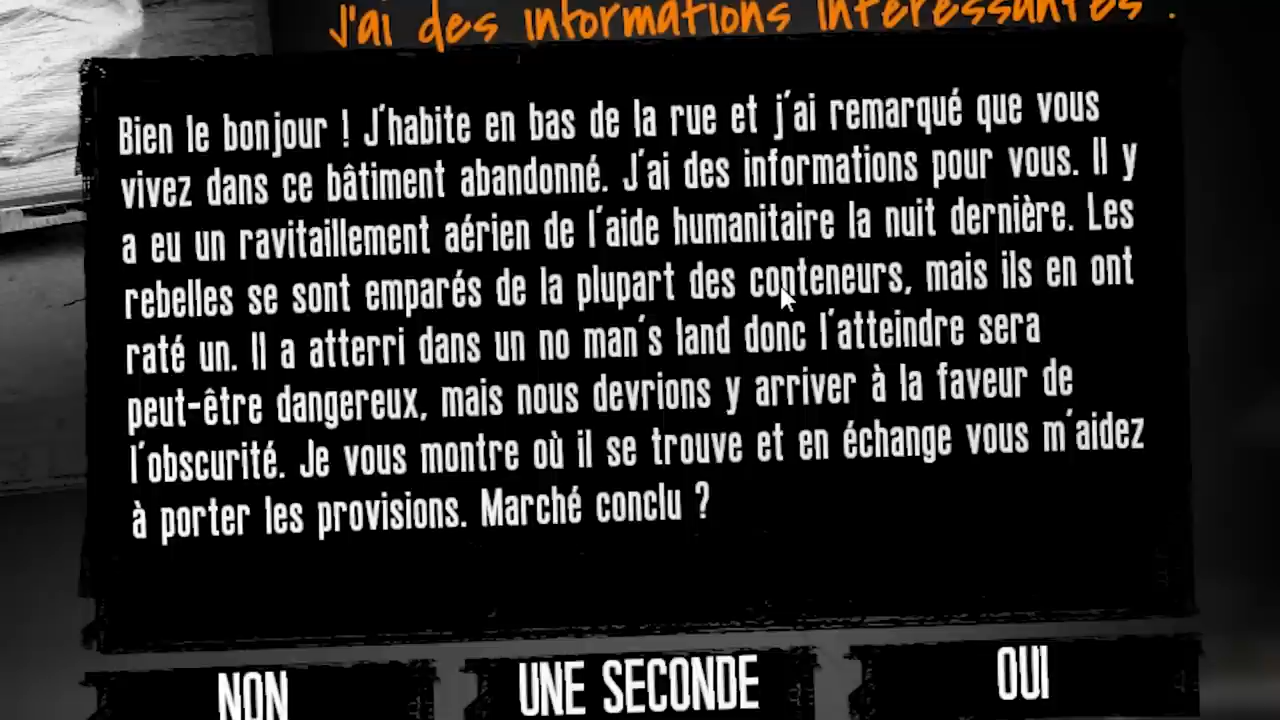 J'ai des informations intéressantes .
Bien le bonjour ! J'habite en bas de la rue et j'ai remarqué que vous
vivez dans ce bâtiment abandonné. J'ai des informations pour vous. Il y
a eu un ravitaillement aérien de l'aide humanitaire la nuit dernière. Les
rebelles se sont emparés de la plupart des conteneurs, mais ils en ont
raté un. Il a atterri dans un no man's land donc l'atteindre sera
peut-être dangereux, mais nous devrions y arriver à la faveur de
l'obscurité. Je vous montre où il se trouve et en échange vous m'aidez
à porter les provisions. Marché conclu ?
NON
UNE SECONDE
OUI